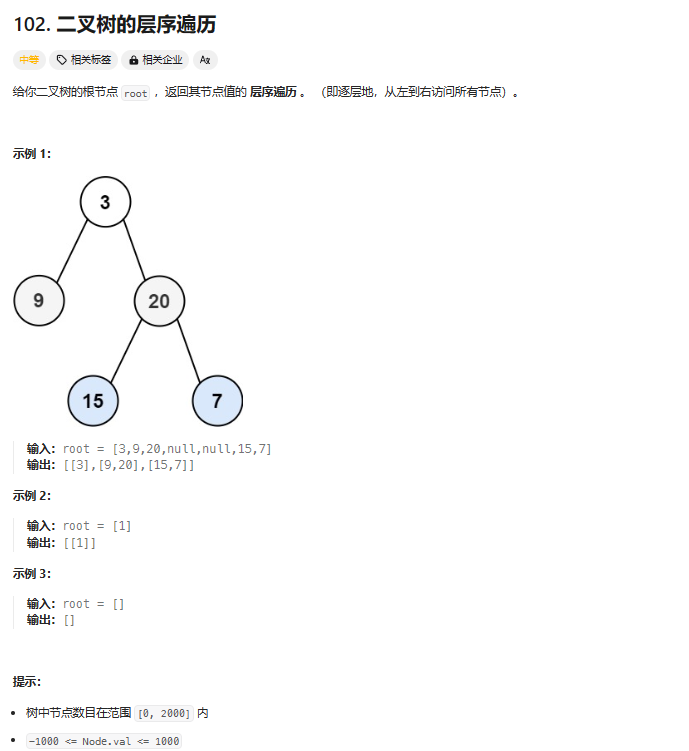 102. 二叉树的层序遍历
中等 相关标签 相关企业 Aあ
给你二叉树的根节点 root ，返回其节点值的 层序遍历 。 （即逐层地，从左到右访问所有节点）。
示例 1：
3
9 20
15 7
输入：root = [3,9,20,null,null,15,7]
输出：[[3],[9,20],[15,7]]
示例 2：
输入：root = [1]
输出：[[1]]
示例 3：
输入：root = []
输出：[]
提示：
• 树中节点数目在范围 [0, 2000] 内
• -1000 <= Node.val <= 1000